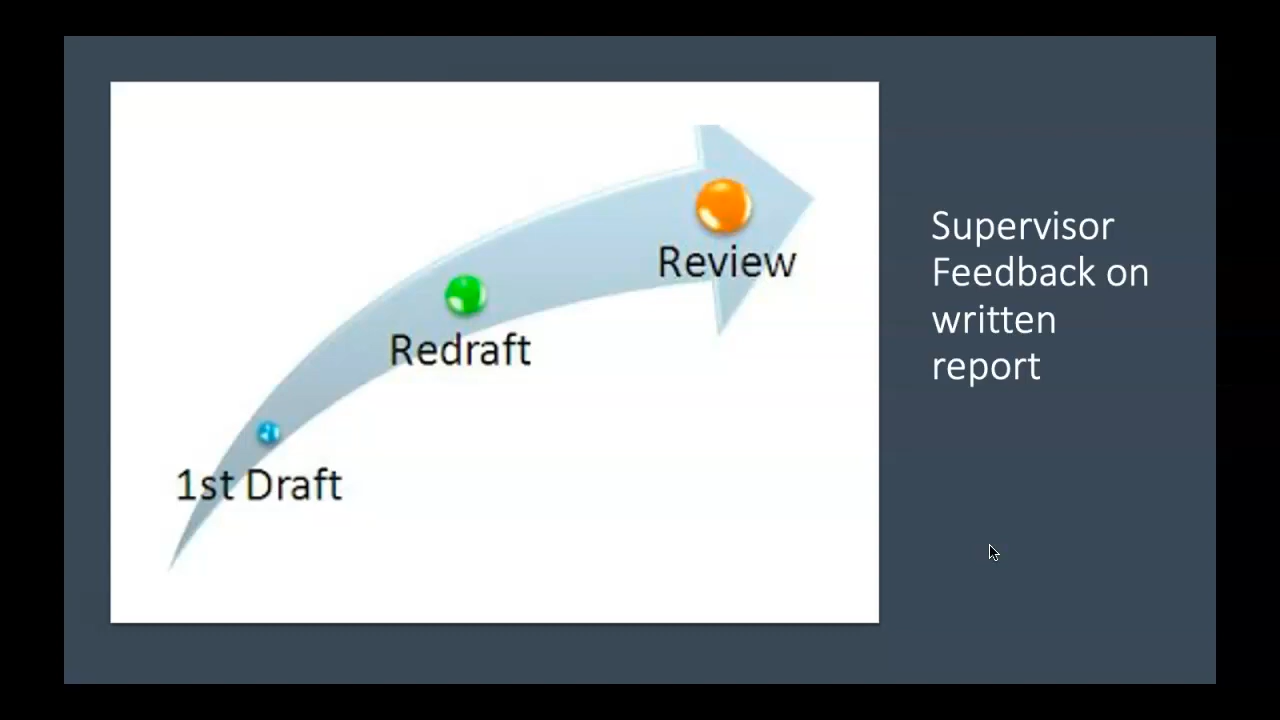 Review
Redraft
1st Draft
Supervisor
Feedback on
written
report